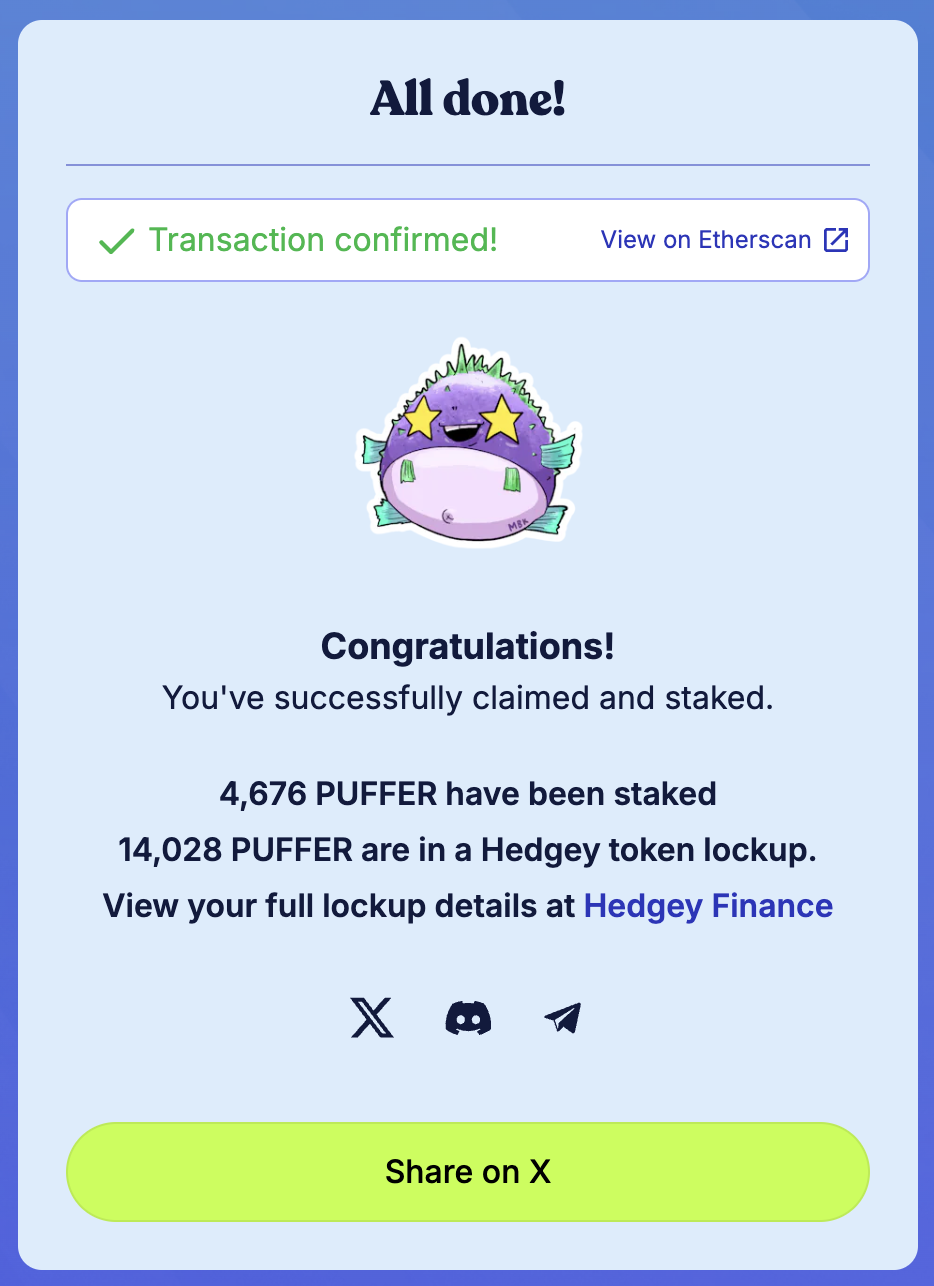 All done!
Transaction confirmed!
View on Etherscan
MBK
Congratulations!
You've successfully claimed and staked.
4,676 PUFFER have been staked
14,028 PUFFER are in a Hedgey token lockup.
View your full lockup details at Hedgey Finance
Share on X